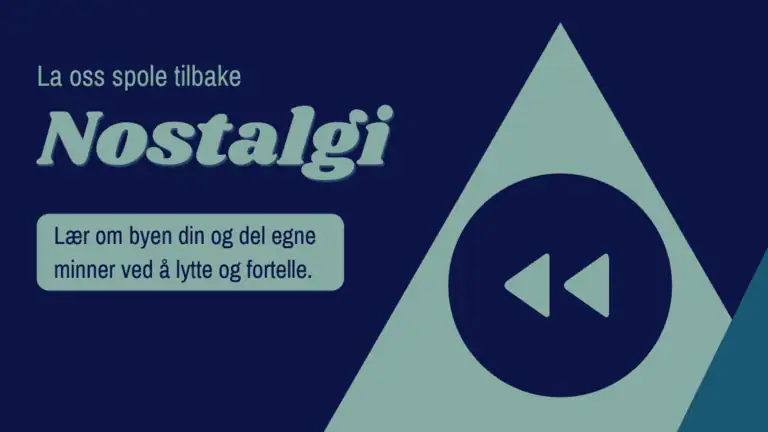 La oss spole tilbake
Nostalgi
Lær om byen din og del egne
minner ved å lytte og fortelle.